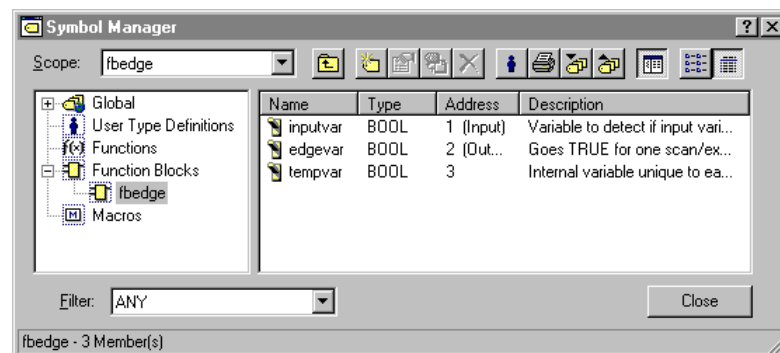 Symbol Manager
Scope: fbedge
Global
User Type Definitions
f(x) Functions
Function Blocks
fbedge
M Macros
Name Type Address Description
inputvar BOOL 1 (Input) Variable to detect if input vari...
edgevar BOOL 2 (Out... Goes TRUE for one scan/ex...
tempvar BOOL 3 Internal variable unique to ea...
Filter: ANY
Close
fbedge - 3 Member(s)